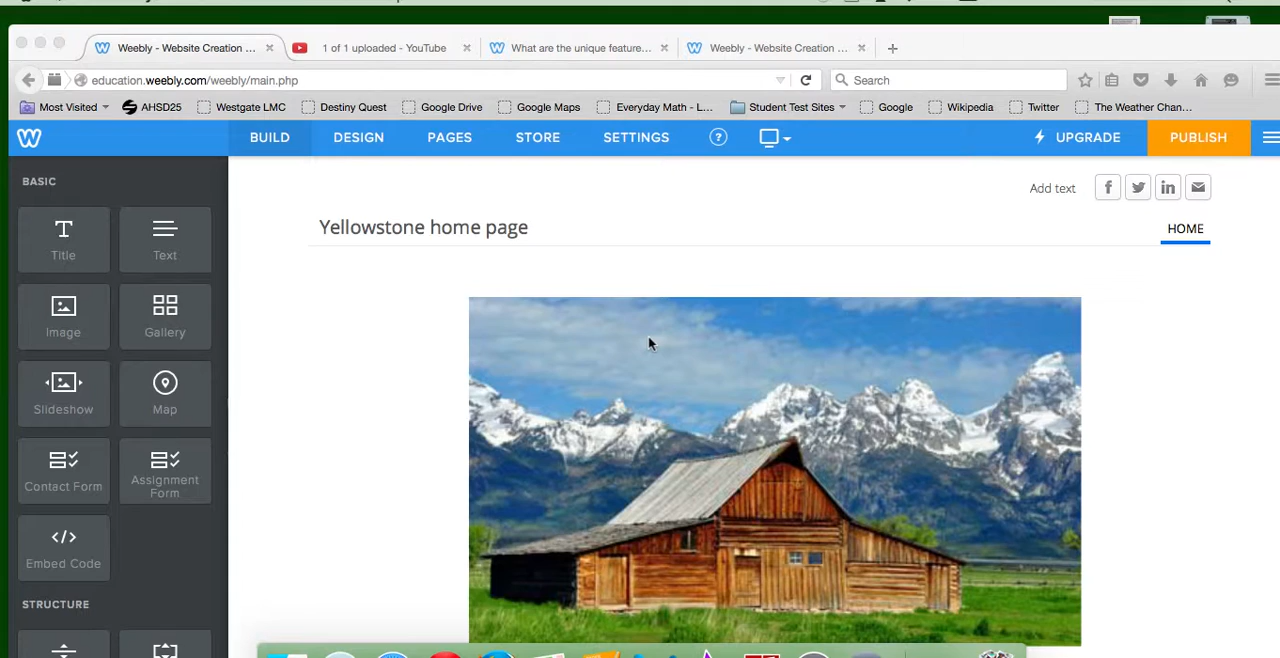 Weebly - Website Creation ...
1 of 1 uploaded - YouTube
What are the unique feature...
Weebly - Website Creation ...
education.weebly.com/weebly/main.php
Search
Most Visited
AHSD25
Westgate LMC
Destiny Quest
Google Drive
Google Maps
Everyday Math - L...
Student Test Sites
Google
Wikipedia
Twitter
The Weather Chan...
BUILD
DESIGN
PAGES
STORE
SETTINGS
?
UPGRADE
PUBLISH
BASIC
Title
Text
Image
Gallery
Slideshow
Map
Contact Form
Assignment
Form
Embed Code
STRUCTURE
Add text
Yellowstone home page
HOME